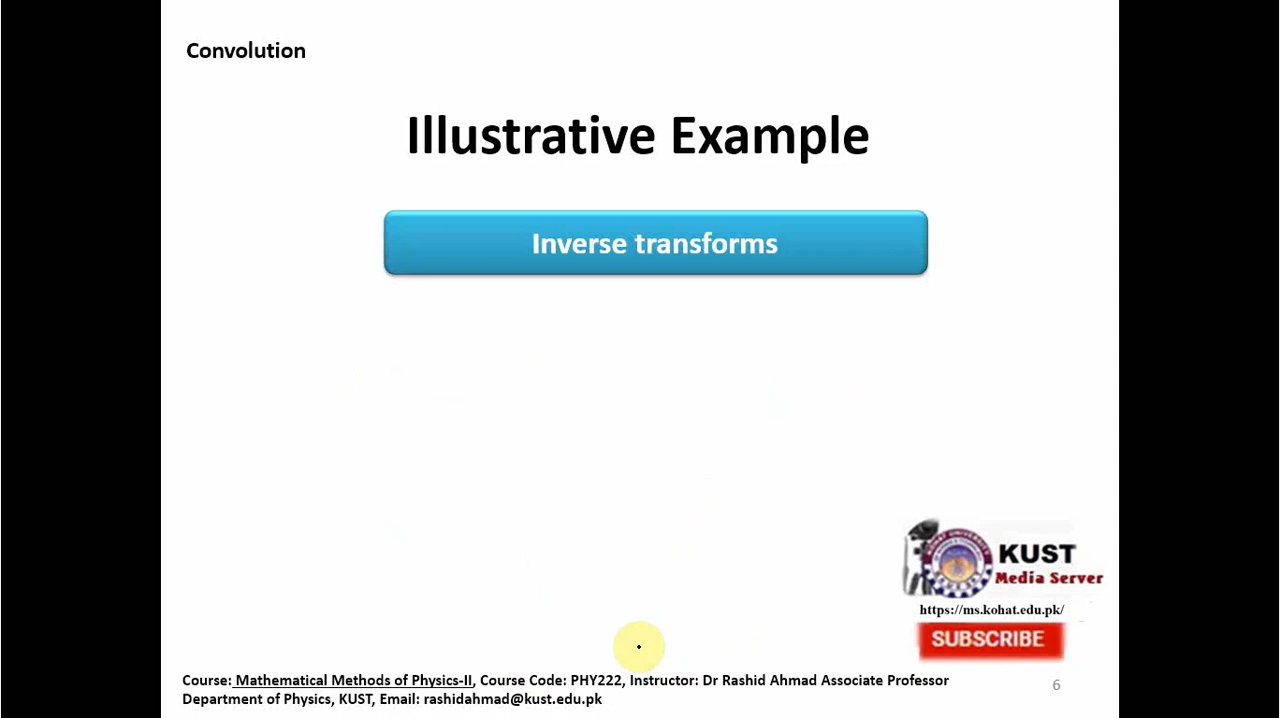 Convolution
Illustrative Example
Inverse transforms
KUST
Media Server
https://ms.kohat.edu.pk/
SUBSCRIBE
Course: Mathematical Methods of Physics-II, Course Code: PHY222, Instructor: Dr Rashid Ahmad Associate Professor
Department of Physics, KUST, Email: rashidahmad@kust.edu.pk
6